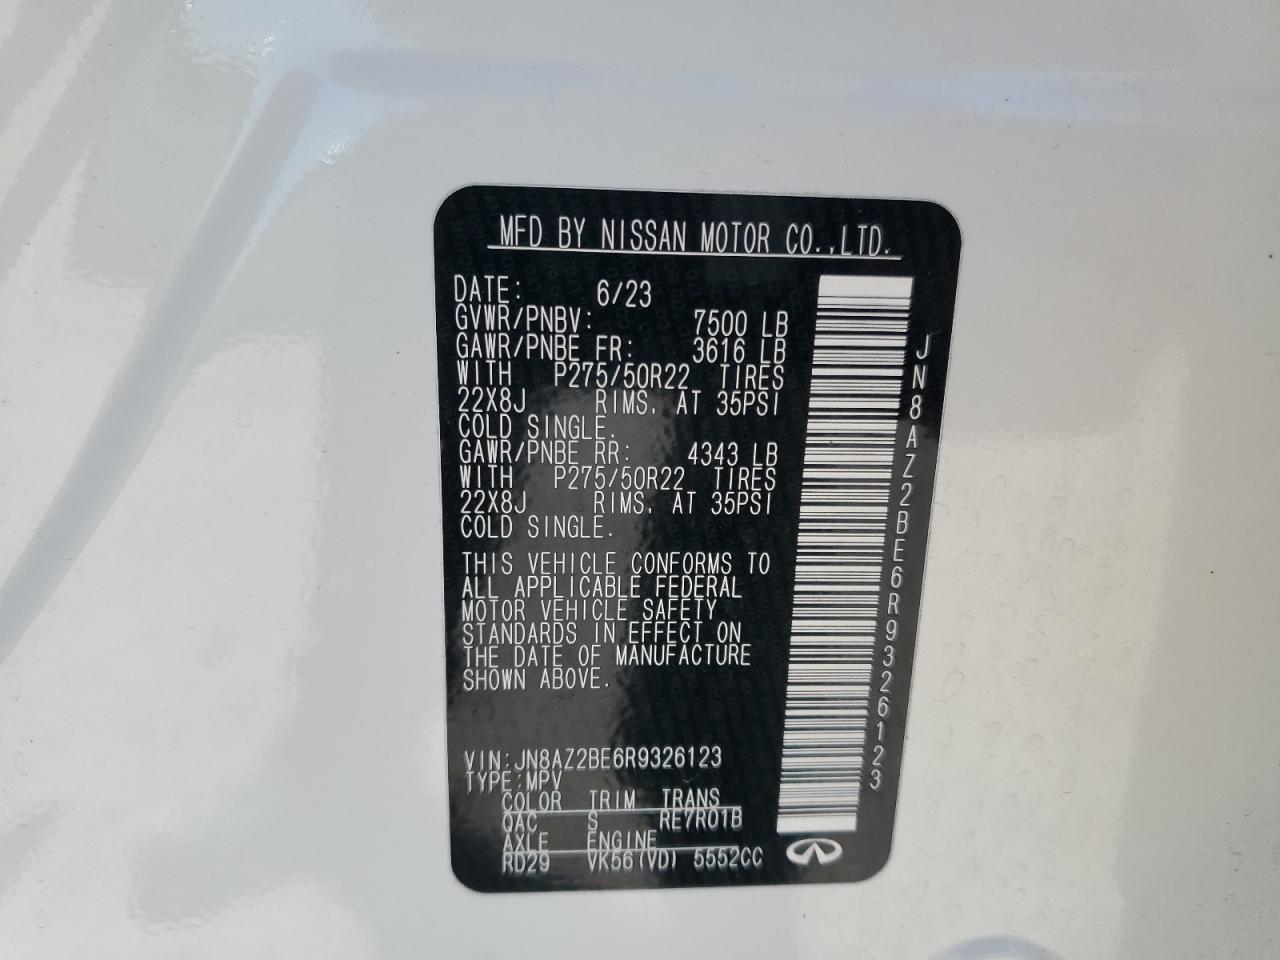 MFD BY NISSAN MOTOR CO.,LTD.
DATE: 6/23
GVWR/PNBV: 7500 LB
GAWR/PNBE FR: 3616 LB
WITH P275/50R22 TIRES
22X8J RIMS, AT 35PSI
COLD SINGLE.
GAWR/PNBE RR: 4343 LB
WITH P275/50R22 TIRES
22X8J RIMS, AT 35PSI
COLD SINGLE.
THIS VEHICLE CONFORMS TO
ALL APPLICABLE FEDERAL
MOTOR VEHICLE SAFETY
STANDARDS IN EFFECT ON
THE DATE OF MANUFACTURE
SHOWN ABOVE.
VIN:JN8AZ2BE6R9326123
TYPE:MPV
COLOR TRIM TRANS
QAC S RE7R01B
AXLE ENGINE
RD29 VK56(VD) 5552CC
JN8AZ2BE6R9326123